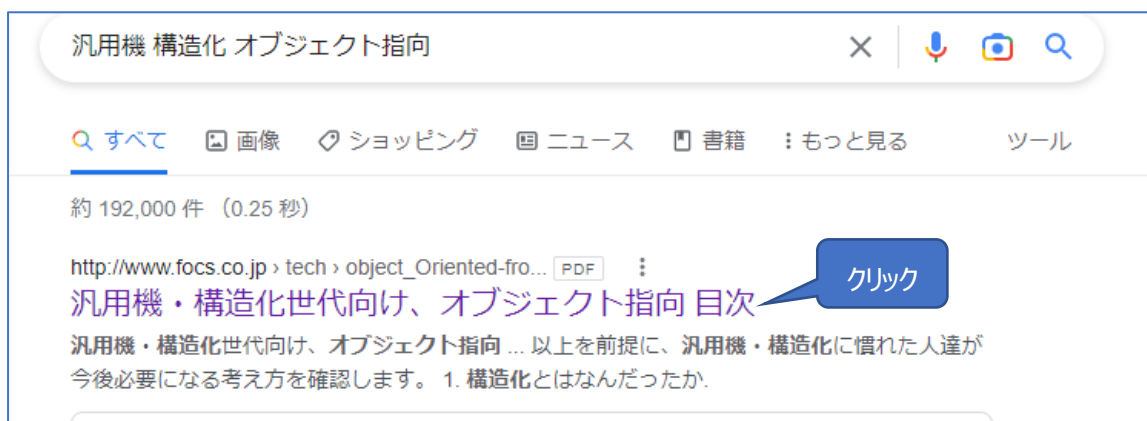 汎用機 構造化 オブジェクト指向
すべて 画像 ショッピング ニュース 書籍 もっと見る ツール
約 192,000 件 （0.25 秒）
http://www.focs.co.jp › tech › object_Oriented-fro... PDF
クリック
汎用機・構造化世代向け、オブジェクト指向 目次
汎用機・構造化世代向け、オブジェクト指向 ... 以上を前提に、汎用機・構造化に慣れた人達が
今後必要になる考え方を確認します。 1. 構造化とはなんだったか.